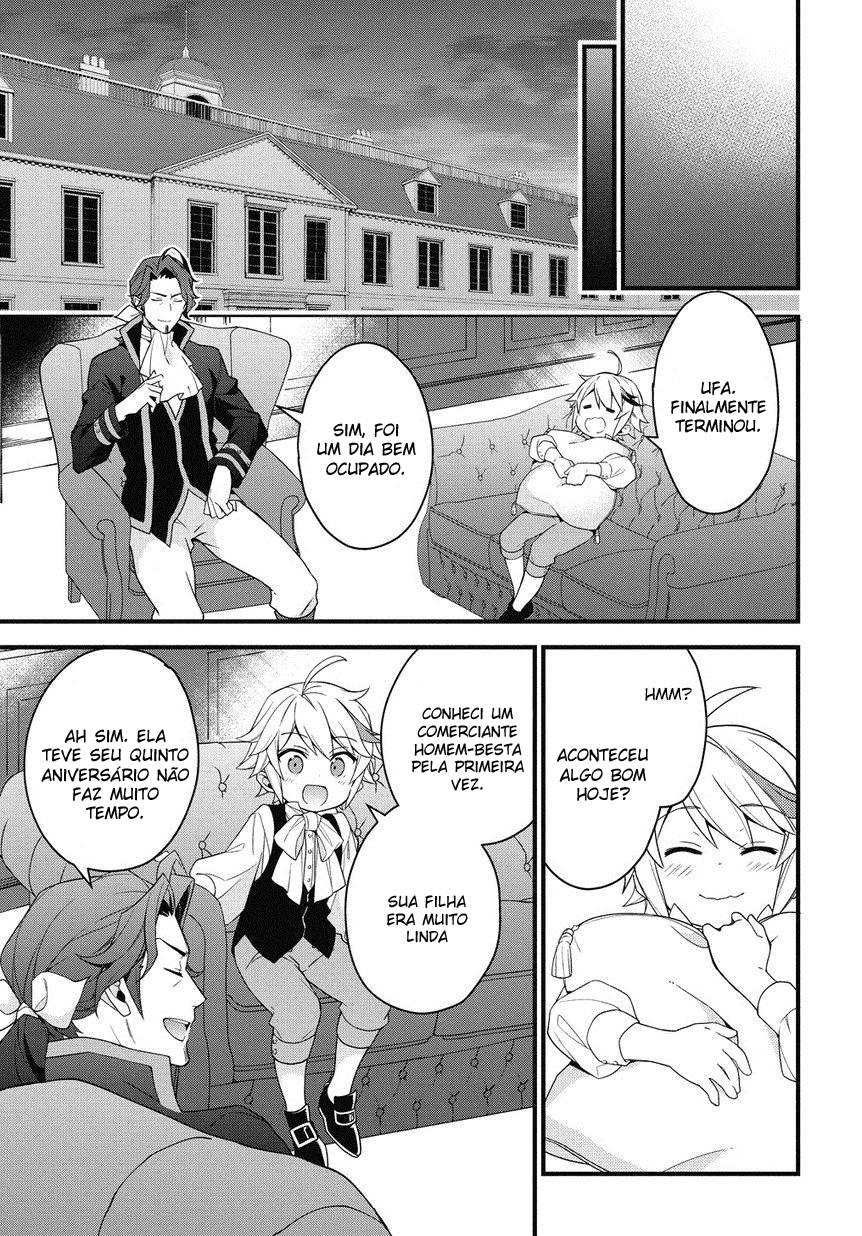 UFA.
FINALMENTE
TERMINOU.
SIM, FOI
UM DIA BEM
OCUPADO.
HMM?
ACONTECEU
ALGO BOM
HOJE?
CONHECI UM
COMERCIANTE
HOMEM-BESTA
PELA PRIMEIRA
VEZ.
SUA FILHA
ERA MUITO
LINDA
AH SIM. ELA
TEVE SEU QUINTO
ANIVERSÁRIO NÃO
FAZ MUITO
TEMPO.